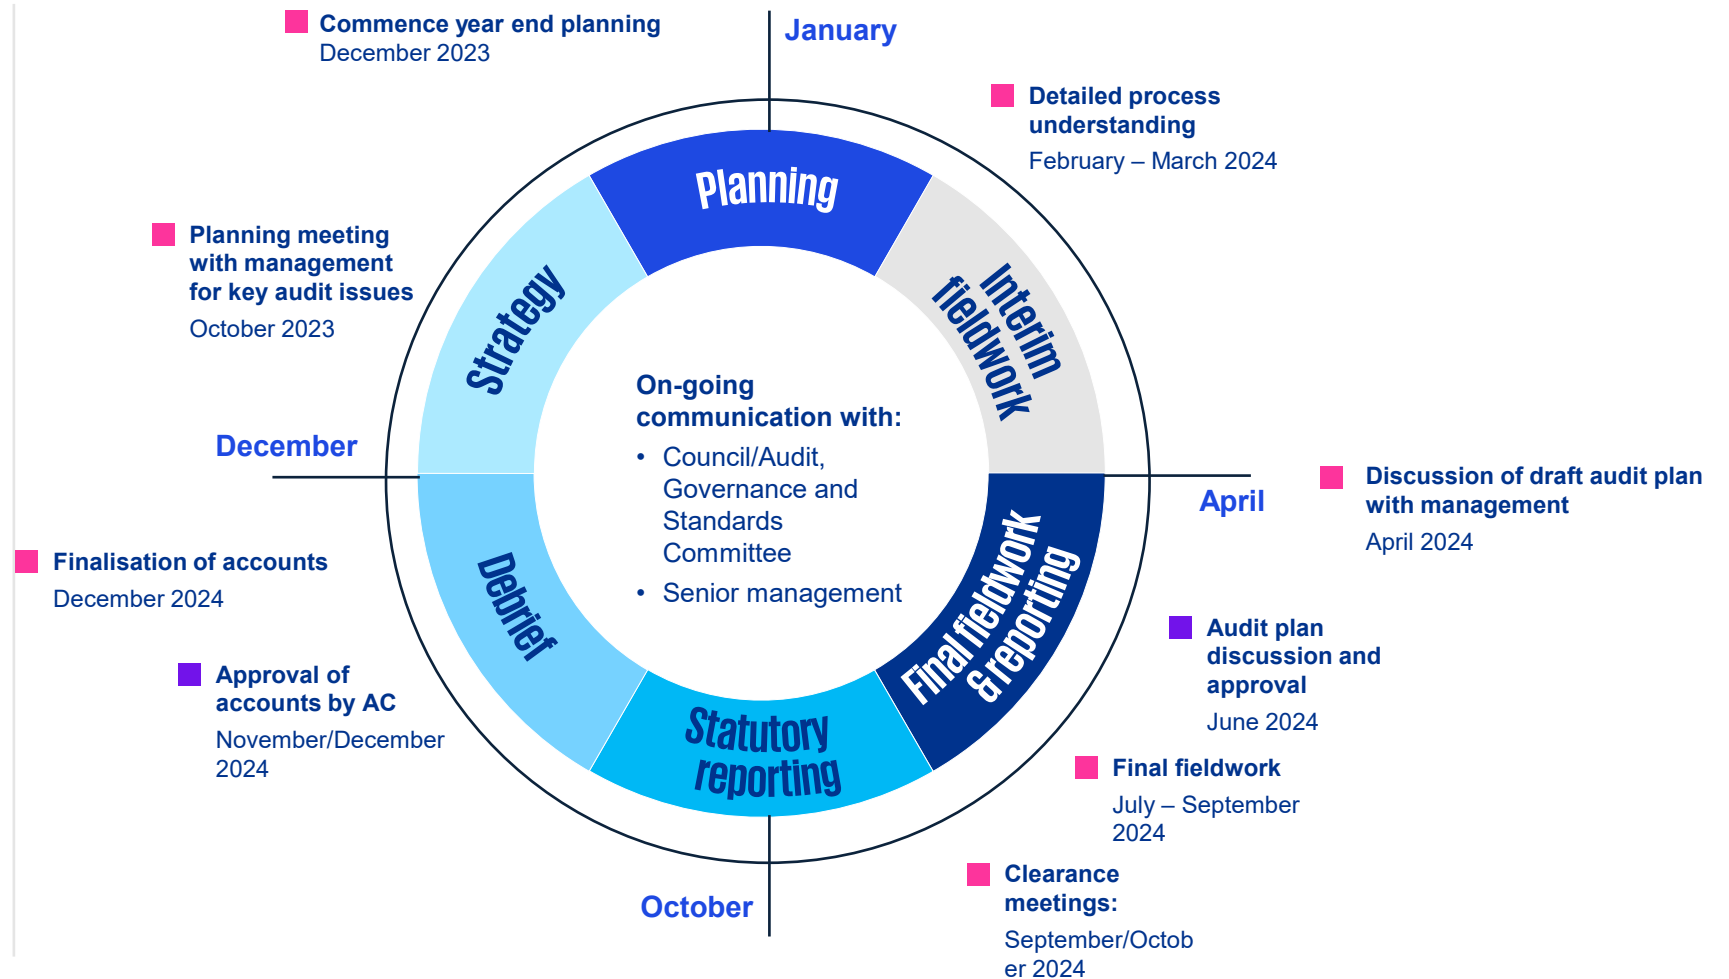 Commence year end planning
December 2023
January
Detailed process
understanding
February – March 2024
Planning meeting
with management
for key audit issues
October 2023
Planning
Strategy
Interim
fieldwork
On-going
communication with:
• Council/Audit,
Governance and
Standards
Committee
• Senior management
December
April
Discussion of draft audit plan
with management
April 2024
Finalisation of accounts
December 2024
Debrief
Final fieldwork
& reporting
Audit plan
discussion and
approval
June 2024
Approval of
accounts by AC
November/December
2024
Statutory
reporting
Final fieldwork
July – September
2024
October
Clearance
meetings:
September/Octob
er 2024